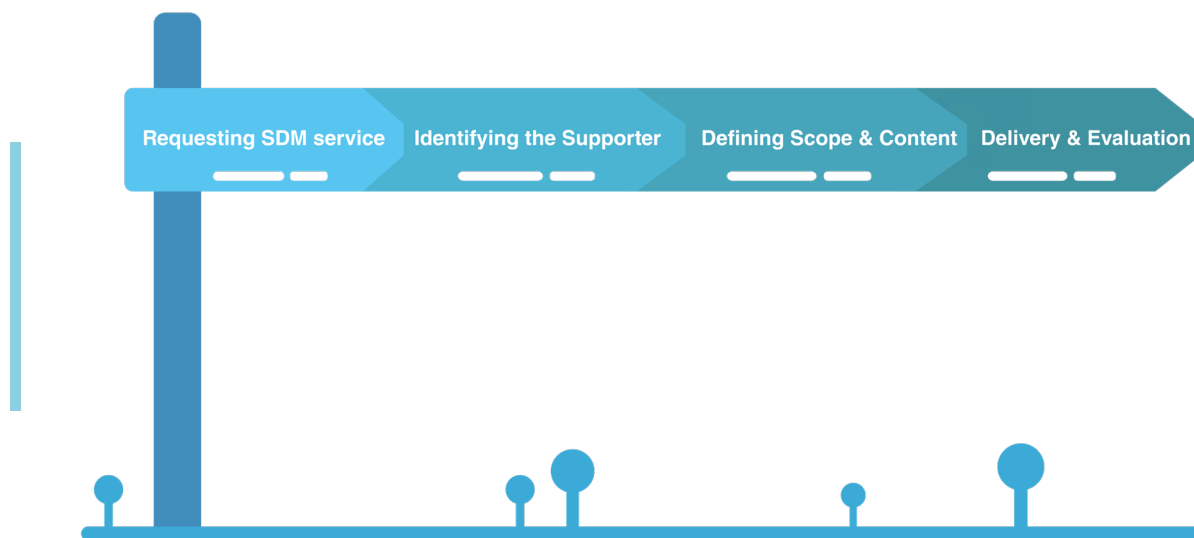 Requesting SDM service
Identifying the Supporter
Defining Scope & Content
Delivery & Evaluation